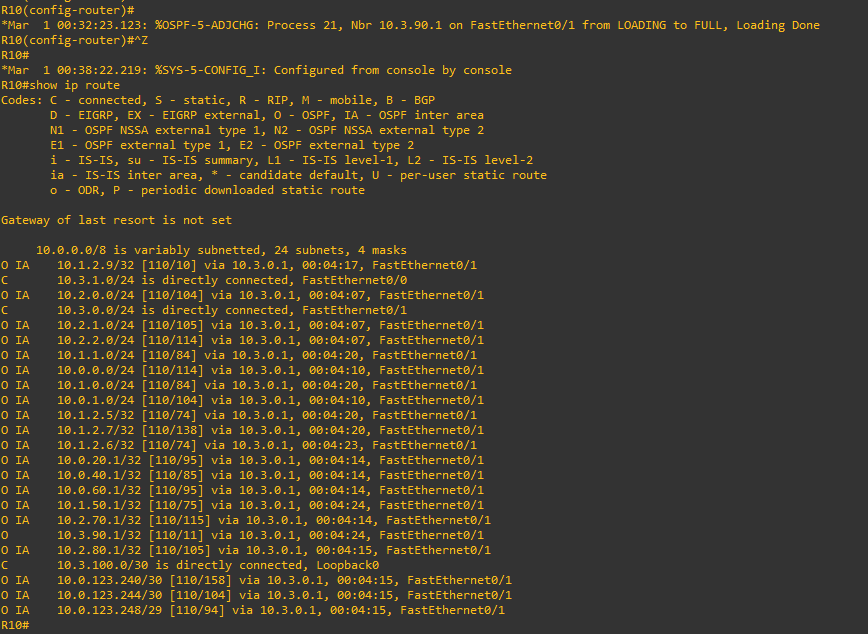 R10(config-router)#
*Mar  1 00:32:23.123: %OSPF-5-ADJCHG: Process 21, Nbr 10.3.90.1 on FastEthernet0/1 from LOADING to FULL, Loading Done
R10(config-router)#^Z
R10#
*Mar  1 00:38:22.219: %SYS-5-CONFIG_I: Configured from console by console
R10#show ip route
Codes: C - connected, S - static, R - RIP, M - mobile, B - BGP
       D - EIGRP, EX - EIGRP external, O - OSPF, IA - OSPF inter area
       N1 - OSPF NSSA external type 1, N2 - OSPF NSSA external type 2
       E1 - OSPF external type 1, E2 - OSPF external type 2
       i - IS-IS, su - IS-IS summary, L1 - IS-IS level-1, L2 - IS-IS level-2
       ia - IS-IS inter area, * - candidate default, U - per-user static route
       o - ODR, P - periodic downloaded static route

Gateway of last resort is not set

     10.0.0.0/8 is variably subnetted, 24 subnets, 4 masks
O IA    10.1.2.9/32 [110/10] via 10.3.0.1, 00:04:17, FastEthernet0/1
C       10.3.1.0/24 is directly connected, FastEthernet0/0
O IA    10.2.0.0/24 [110/104] via 10.3.0.1, 00:04:07, FastEthernet0/1
C       10.3.0.0/24 is directly connected, FastEthernet0/1
O IA    10.2.1.0/24 [110/105] via 10.3.0.1, 00:04:07, FastEthernet0/1
O IA    10.2.2.0/24 [110/114] via 10.3.0.1, 00:04:07, FastEthernet0/1
O IA    10.1.1.0/24 [110/84] via 10.3.0.1, 00:04:20, FastEthernet0/1
O IA    10.0.0.0/24 [110/114] via 10.3.0.1, 00:04:10, FastEthernet0/1
O IA    10.1.0.0/24 [110/84] via 10.3.0.1, 00:04:20, FastEthernet0/1
O IA    10.0.1.0/24 [110/104] via 10.3.0.1, 00:04:10, FastEthernet0/1
O IA    10.1.2.5/32 [110/74] via 10.3.0.1, 00:04:20, FastEthernet0/1
O IA    10.1.2.7/32 [110/138] via 10.3.0.1, 00:04:20, FastEthernet0/1
O IA    10.1.2.6/32 [110/74] via 10.3.0.1, 00:04:23, FastEthernet0/1
O IA    10.0.20.1/32 [110/95] via 10.3.0.1, 00:04:14, FastEthernet0/1
O IA    10.0.40.1/32 [110/85] via 10.3.0.1, 00:04:14, FastEthernet0/1
O IA    10.0.60.1/32 [110/95] via 10.3.0.1, 00:04:14, FastEthernet0/1
O IA    10.1.50.1/32 [110/75] via 10.3.0.1, 00:04:24, FastEthernet0/1
O IA    10.2.70.1/32 [110/115] via 10.3.0.1, 00:04:14, FastEthernet0/1
O       10.3.90.1/32 [110/11] via 10.3.0.1, 00:04:24, FastEthernet0/1
O IA    10.2.80.1/32 [110/105] via 10.3.0.1, 00:04:15, FastEthernet0/1
C       10.3.100.0/30 is directly connected, Loopback0
O IA    10.0.123.240/30 [110/158] via 10.3.0.1, 00:04:15, FastEthernet0/1
O IA    10.0.123.244/30 [110/104] via 10.3.0.1, 00:04:15, FastEthernet0/1
O IA    10.0.123.248/29 [110/94] via 10.3.0.1, 00:04:15, FastEthernet0/1
R10#